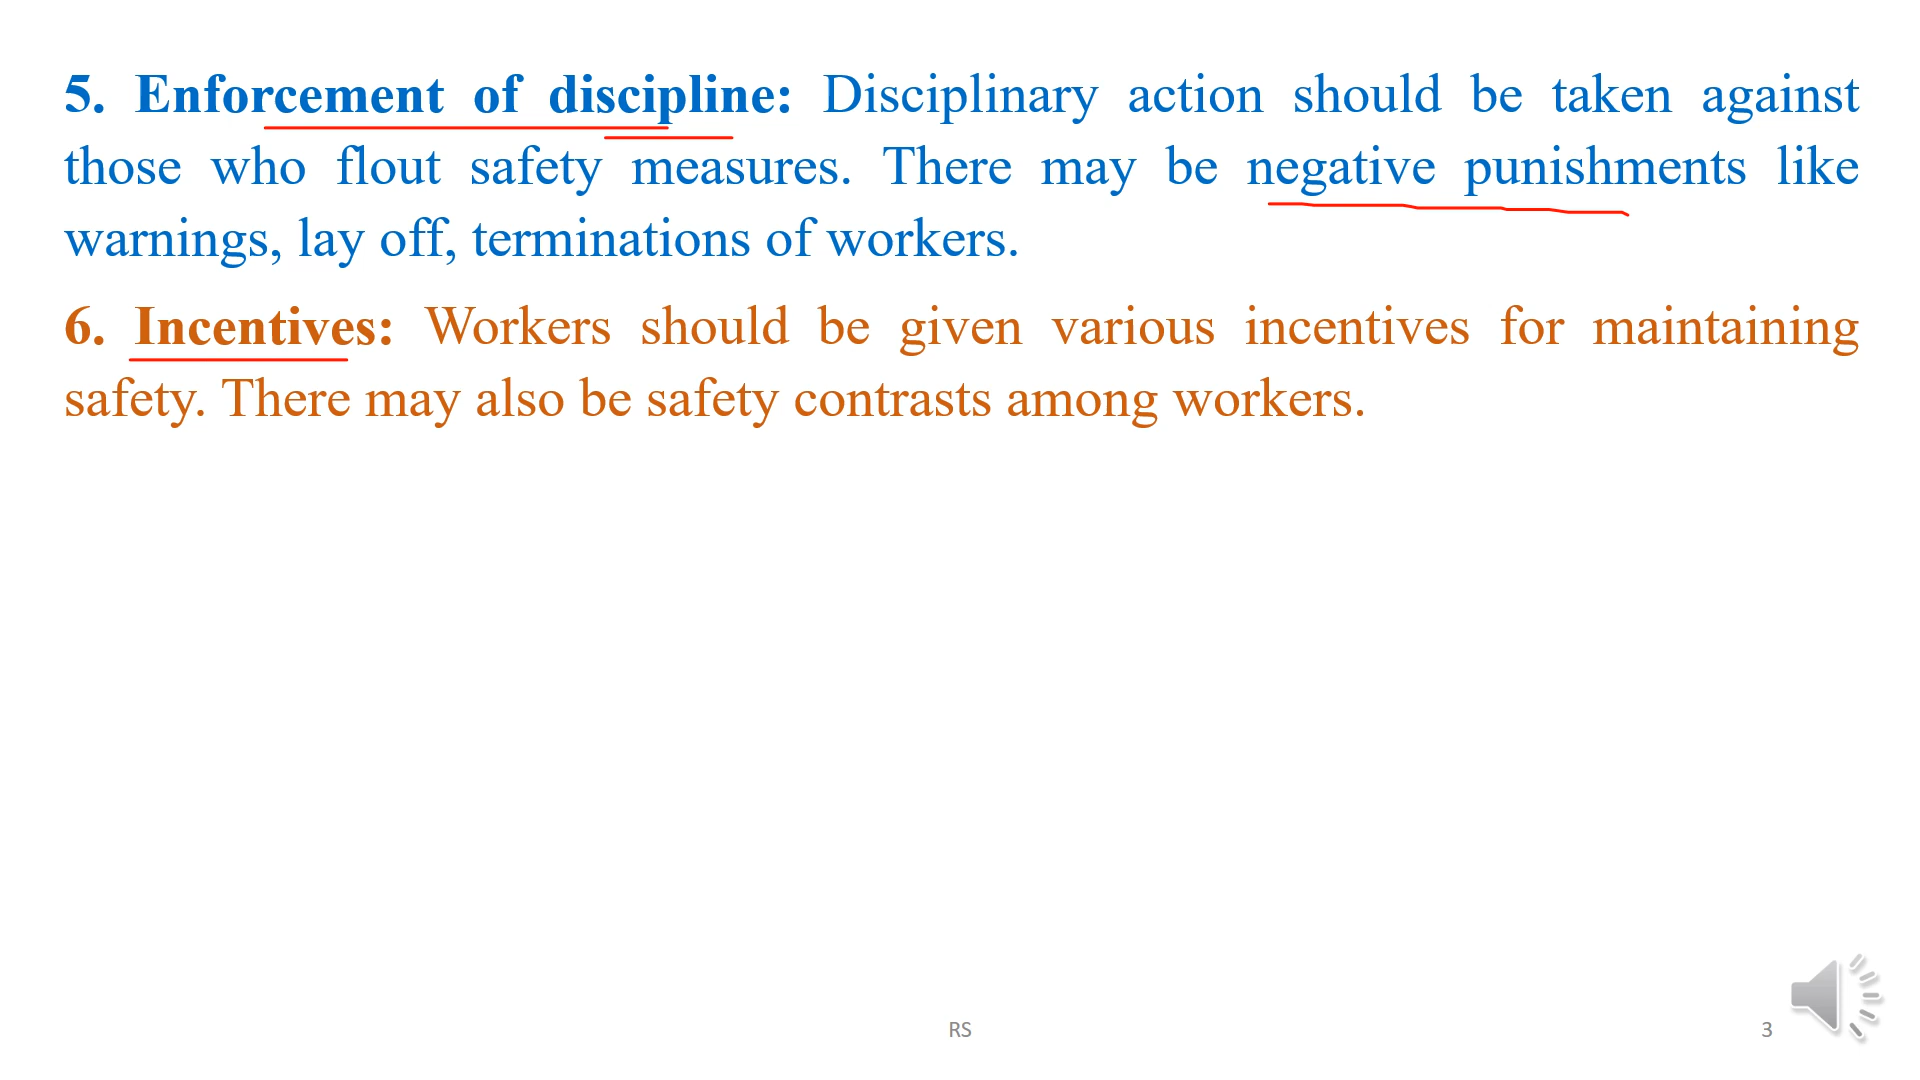 5. Enforcement of discipline: Disciplinary action should be taken against
those who flout safety measures. There may be negative punishments like
warnings, lay off, terminations of workers.
6. Incentives: Workers should be given various incentives for maintaining
safety. There may also be safety contrasts among workers.
RS
3